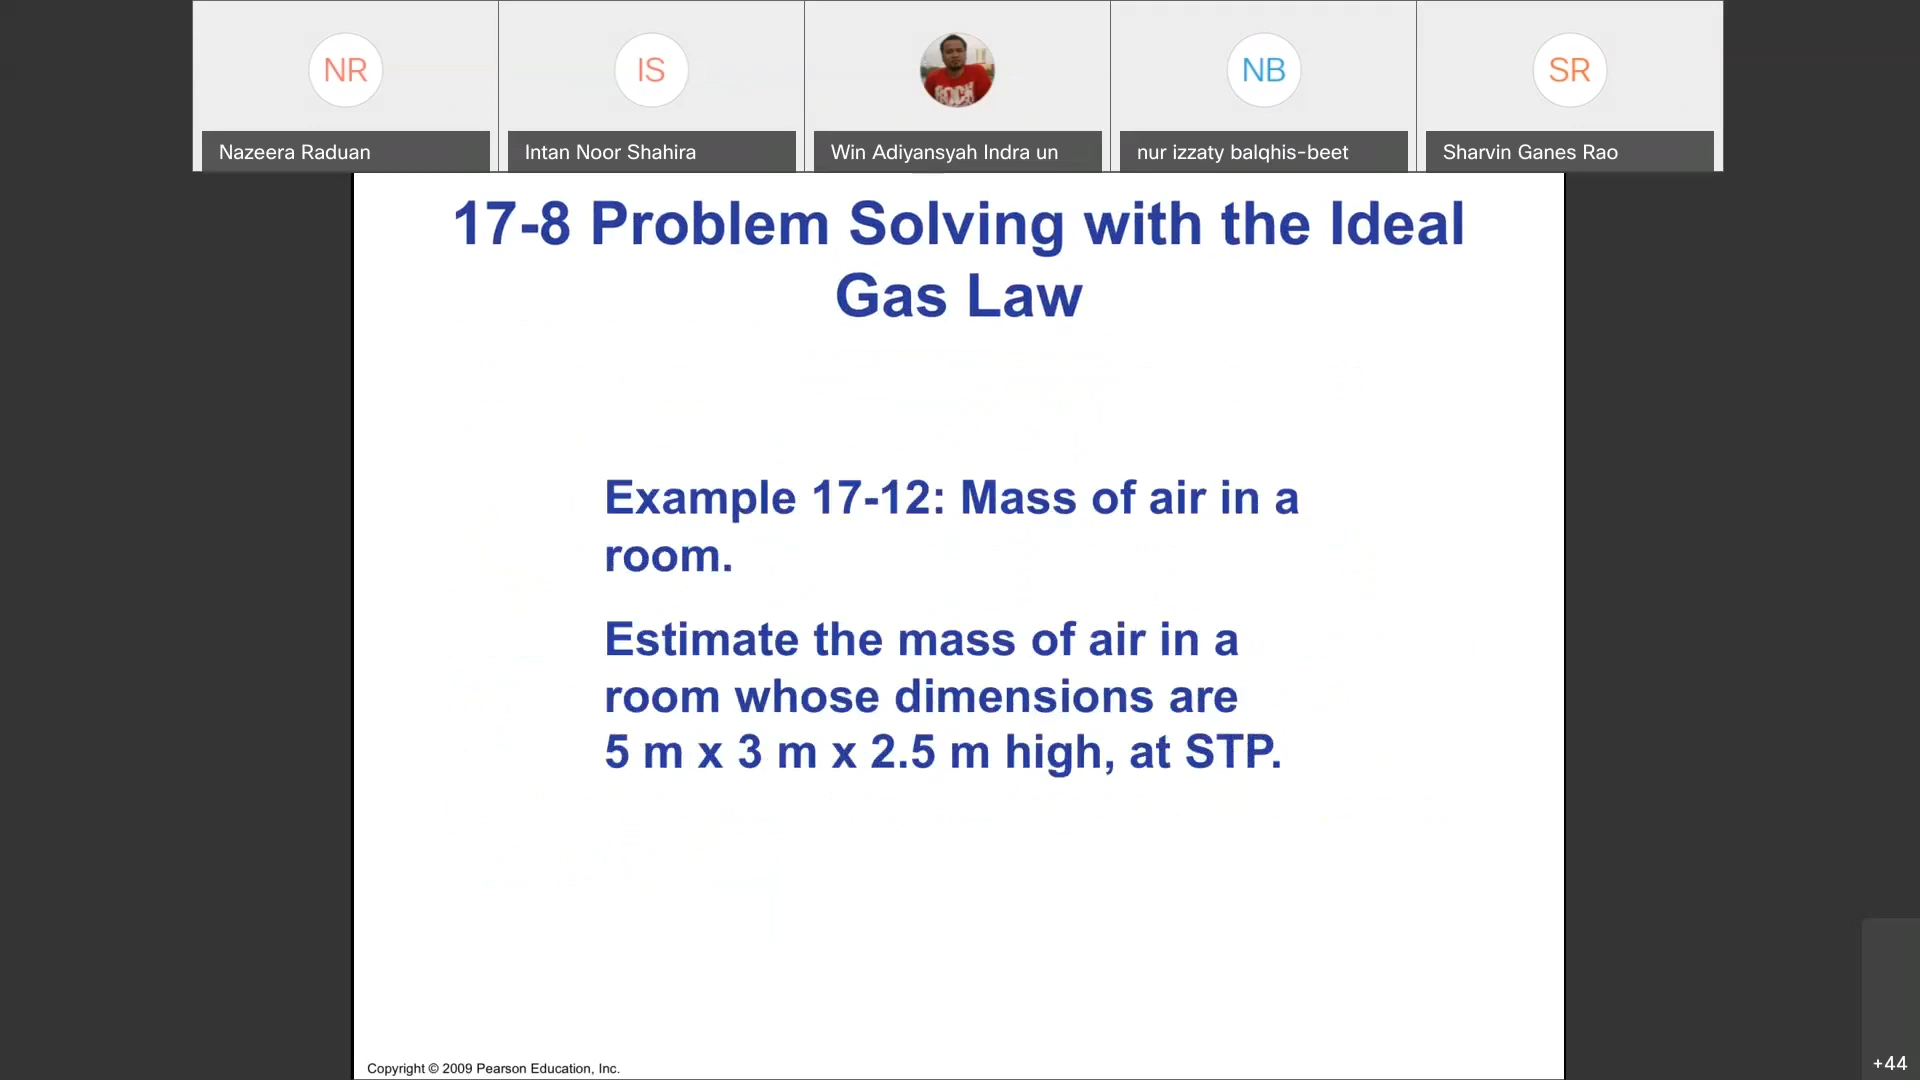 NR
IS
NB
SR
Nazeera Raduan
Intan Noor Shahira
Win Adiyansyah Indra un
nur izzaty balqhis-beet
Sharvin Ganes Rao
17-8 Problem Solving with the Ideal
Gas Law
Example 17-12: Mass of air in a
room.
Estimate the mass of air in a
room whose dimensions are
5 m x 3 m x 2.5 m high, at STP.
Copyright © 2009 Pearson Education, Inc.
+44